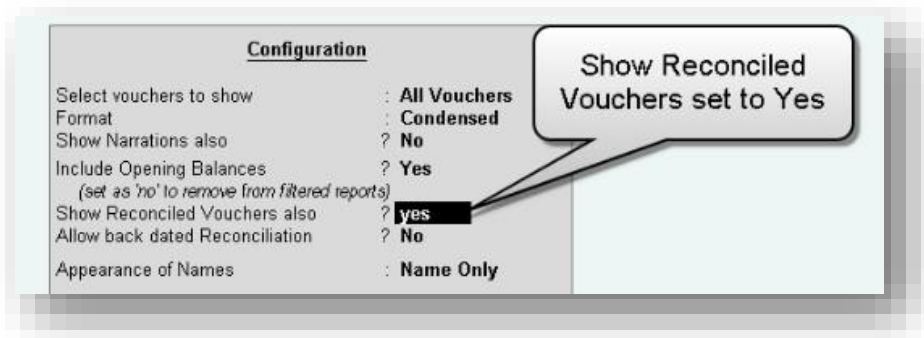 Configuration
Select vouchers to show : All Vouchers
Format : Condensed
Show Narrations also ? No
Include Opening Balances ? Yes
(set as 'no' to remove from filtered reports)
Show Reconciled Vouchers also ? yes
Allow back dated Reconciliation ? No
Appearance of Names : Name Only
Show Reconciled
Vouchers set to Yes